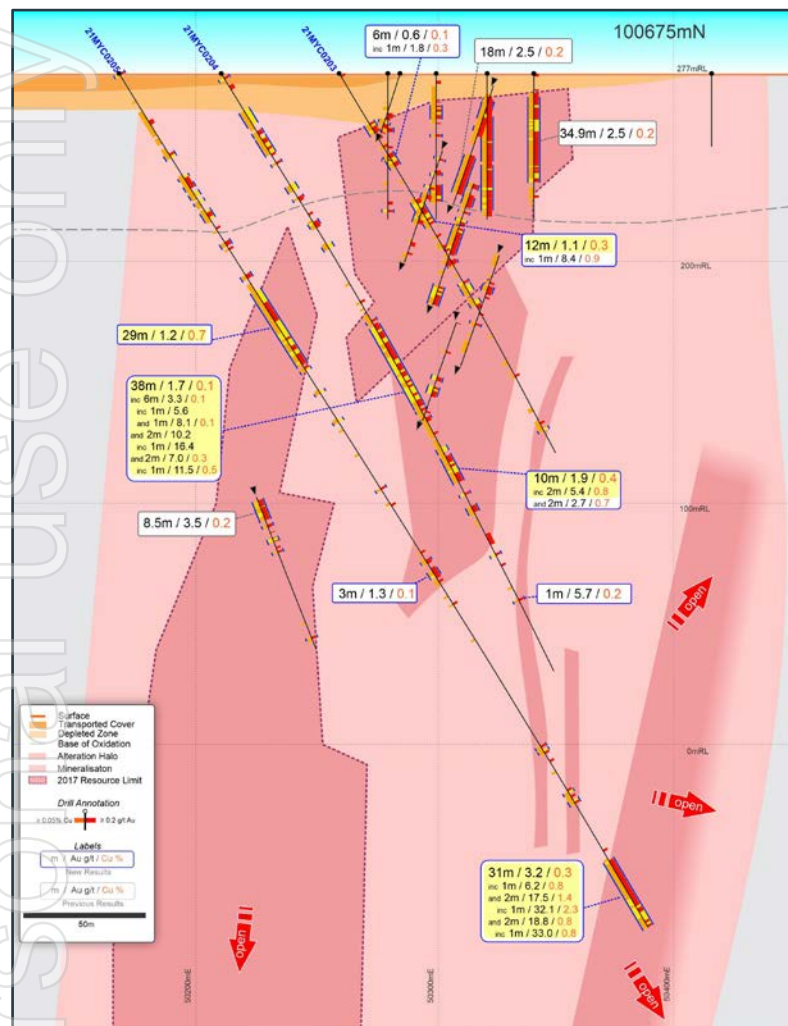 100675mN
277mRL
21MYC0205
21MYC0204
21MYC0203
6m / 0.6 / 0.1
inc 1m / 1.8 / 0.3
18m / 2.5 / 0.2
34.9m / 2.5 / 0.2
12m / 1.1 / 0.3
inc 1m / 8.4 / 0.9
200mRL
29m / 1.2 / 0.7
38m / 1.7 / 0.1
inc 6m / 3.3 / 0.1
inc 1m / 5.6
and 1m / 8.1 / 0.1
and 2m / 10.2
inc 1m / 16.4
and 2m / 7.0 / 0.3
inc 1m / 11.5 / 0.5
10m / 1.9 / 0.4
inc 2m / 5.4 / 0.8
and 2m / 2.7 / 0.7
100mRL
8.5m / 3.5 / 0.2
3m / 1.3 / 0.1
1m / 5.7 / 0.2
open
0mRL
open
31m / 3.2 / 0.3
inc 1m / 6.2 / 0.8
and 2m / 17.5 / 1.4
inc 1m / 32.1 / 2.3
and 2m / 18.8 / 0.8
inc 1m / 33.0 / 0.8
open
open
50200mE
50300mE
50400mE
Surface
Transported Cover
Depleted Zone
Base of Oxidation
Alteration Halo
Mineralisaton
2017 Resource Limit
Drill Annotation
≥ 0.05% Cu
≥ 0.2 g/t Au
Labels
m / Au g/t / Cu %
New Results
m / Au g/t / Cu %
Previous Results
50m
rsonal use only